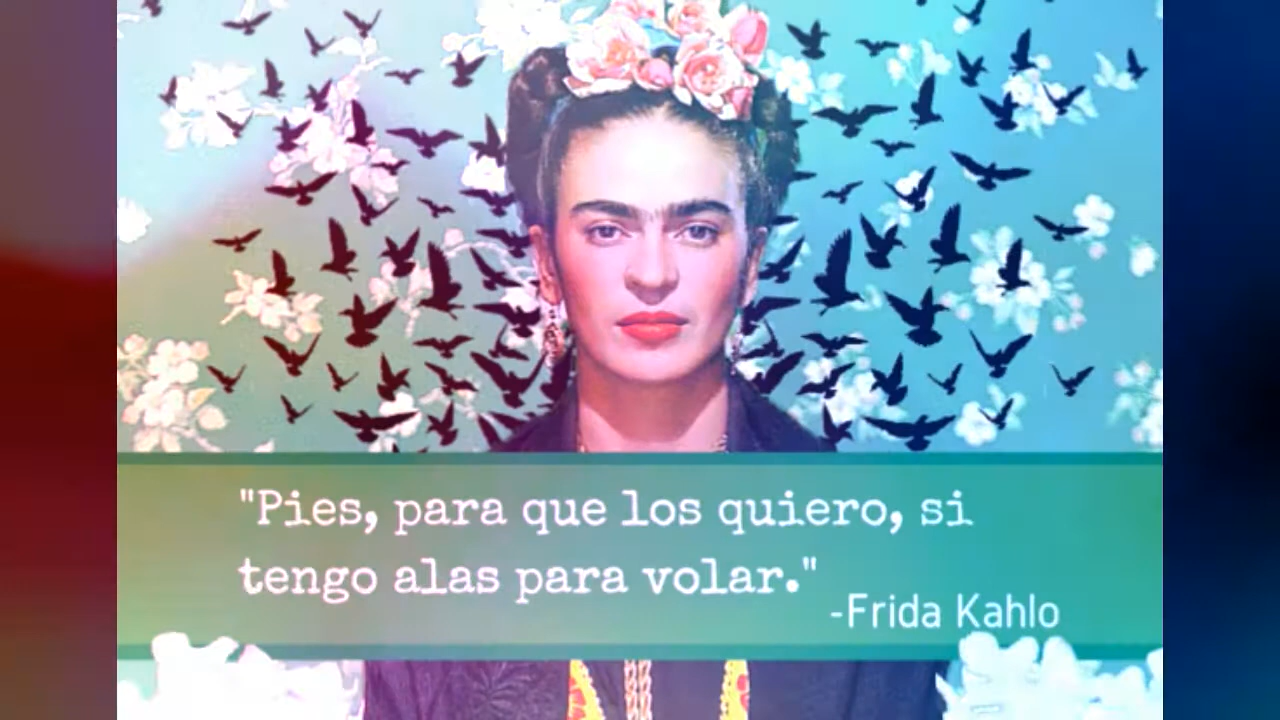 "Pies, para que los quiero, si
tengo alas para volar."
-Frida Kahlo